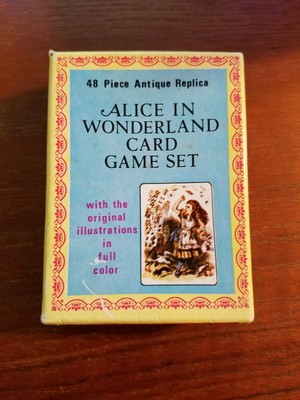 48 Piece Antique Replica
ALICE IN
WONDERLAND
CARD
GAME SET
with the
original
illustrations
in
full
color